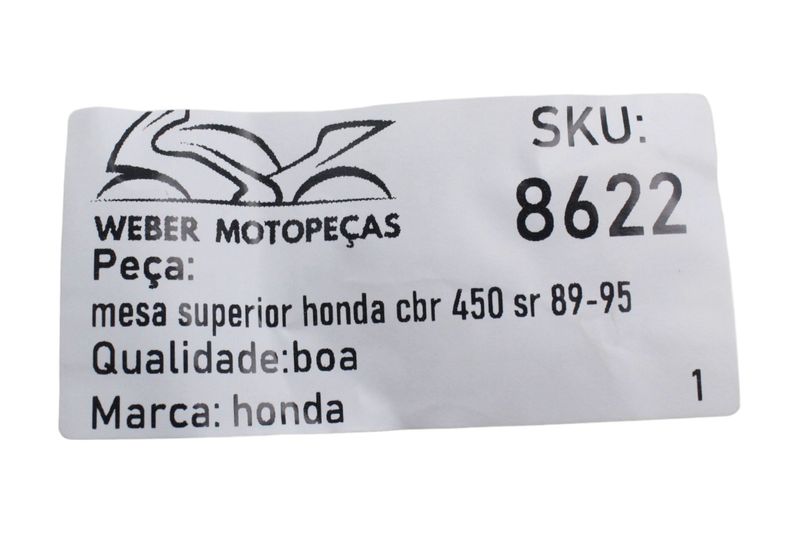 WEBER MOTOPEÇAS
SKU:
8622
Peça:
mesa superior honda cbr 450 sr 89-95
Qualidade:boa
Marca: honda
1